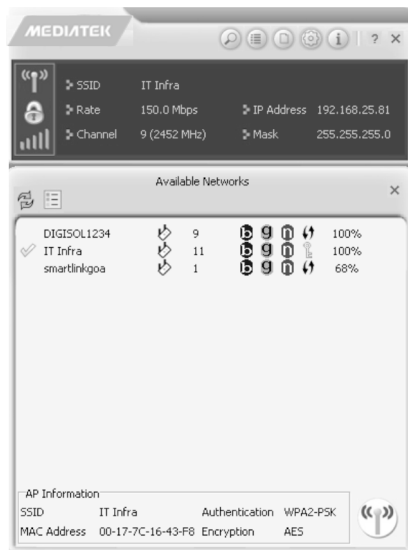 MEDIATEK
? ×
SSID IT Infra
Rate 150.0 Mbps IP Address 192.168.25.81
Channel 9 (2452 MHz) Mask 255.255.255.0
Available Networks ×
DIGISOL1234 9 b g n 100%
IT Infra 11 b g n 100%
smartlinkgoa 1 b g n 68%
AP Information
SSID IT Infra Authentication WPA2-PSK
MAC Address 00-17-7C-16-43-F8 Encryption AES